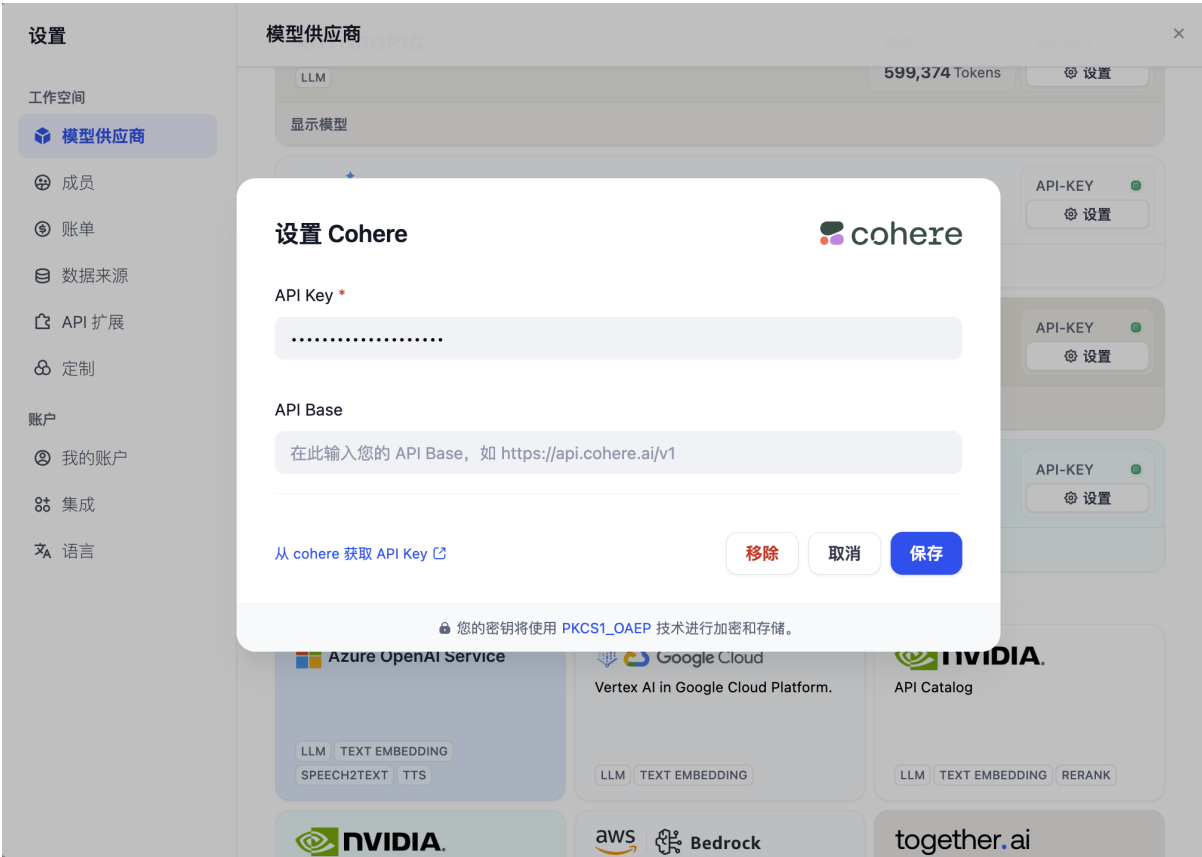 设置
模型供应商
工作空间
模型供应商
成员
账单
数据来源
API 扩展
定制
账户
我的账户
集成
语言
LLM
599,374 Tokens
设置
显示模型
API-KEY
设置
API-KEY
设置
API-KEY
设置
设置 Cohere
cohere
API Key *
••••••••••••••••••••
API Base
在此输入您的 API Base，如 https://api.cohere.ai/v1
从 cohere 获取 API Key
移除
取消
保存
您的密钥将使用 PKCS1_OAEP 技术进行加密和存储。
Azure OpenAI Service
LLM TEXT EMBEDDING
SPEECH2TEXT TTS
Google Cloud
Vertex AI in Google Cloud Platform.
LLM TEXT EMBEDDING
NVIDIA.
API Catalog
LLM TEXT EMBEDDING RERANK
NVIDIA.
aws Bedrock
together.ai